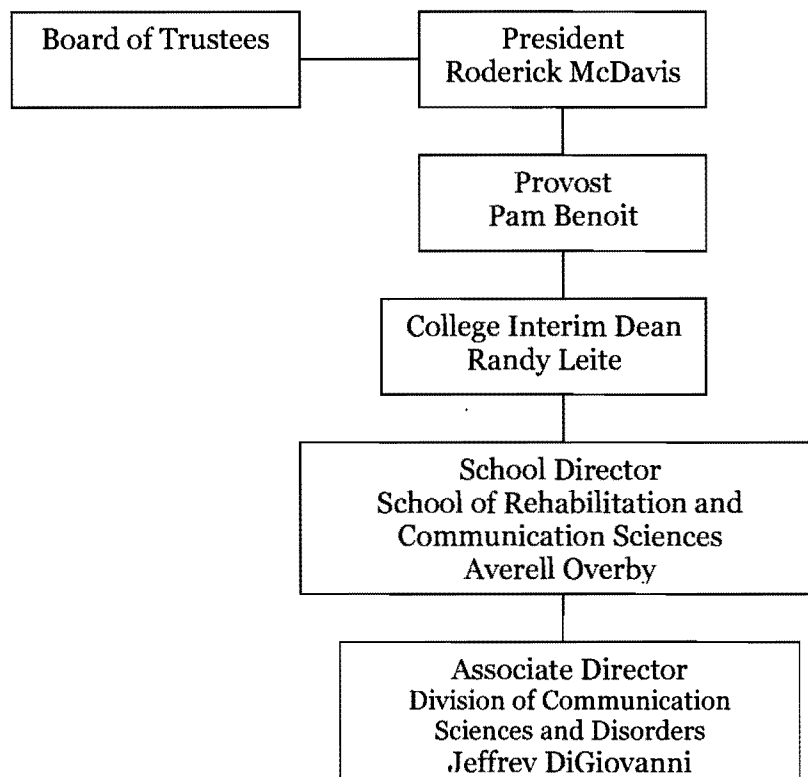 Board of Trustees
President
Roderick McDavis
Provost
Pam Benoit
College Interim Dean
Randy Leite
School Director
School of Rehabilitation and
Communication Sciences
Averell Overby
Associate Director
Division of Communication
Sciences and Disorders
Jeffrey DiGiovanni